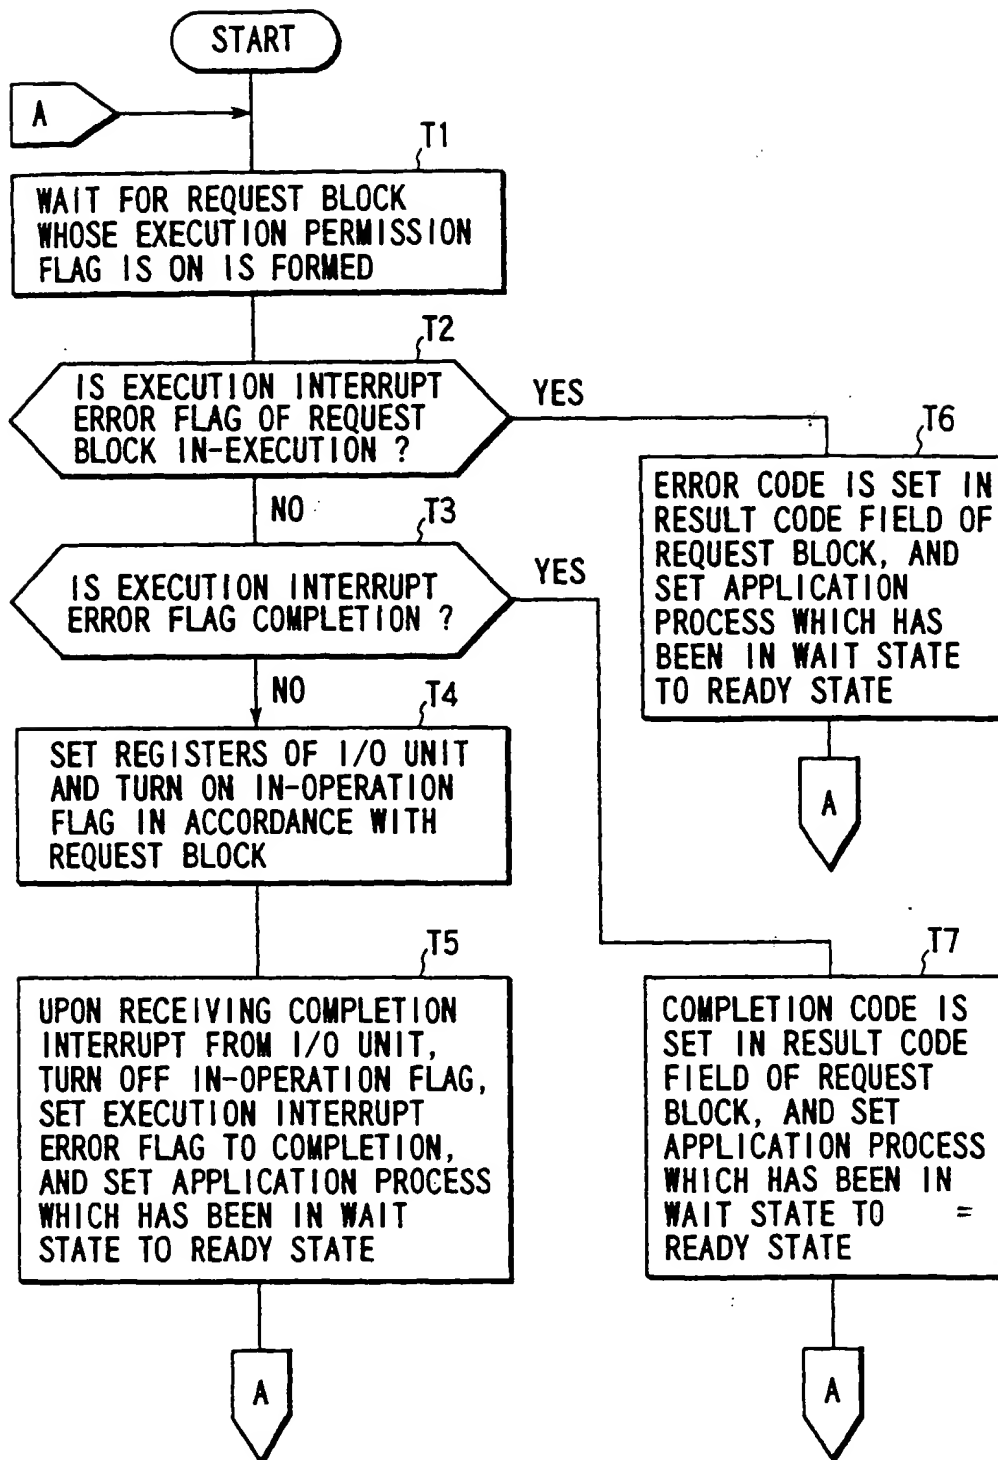 START
A
T1
WAIT FOR REQUEST BLOCK
WHOSE EXECUTION PERMISSION
FLAG IS ON IS FORMED
T2
IS EXECUTION INTERRUPT
ERROR FLAG OF REQUEST
BLOCK IN-EXECUTION ?
YES
NO
T3
IS EXECUTION INTERRUPT
ERROR FLAG COMPLETION ?
YES
NO
T4
SET REGISTERS OF I/O UNIT
AND TURN ON IN-OPERATION
FLAG IN ACCORDANCE WITH
REQUEST BLOCK
T5
UPON RECEIVING COMPLETION
INTERRUPT FROM I/O UNIT,
TURN OFF IN-OPERATION FLAG,
SET EXECUTION INTERRUPT
ERROR FLAG TO COMPLETION,
AND SET APPLICATION PROCESS
WHICH HAS BEEN IN WAIT
STATE TO READY STATE
A
T6
ERROR CODE IS SET IN
RESULT CODE FIELD OF
REQUEST BLOCK, AND
SET APPLICATION
PROCESS WHICH HAS
BEEN IN WAIT STATE
TO READY STATE
A
T7
COMPLETION CODE IS
SET IN RESULT CODE
FIELD OF REQUEST
BLOCK, AND SET
APPLICATION PROCESS
WHICH HAS BEEN IN
WAIT STATE TO =
READY STATE
A